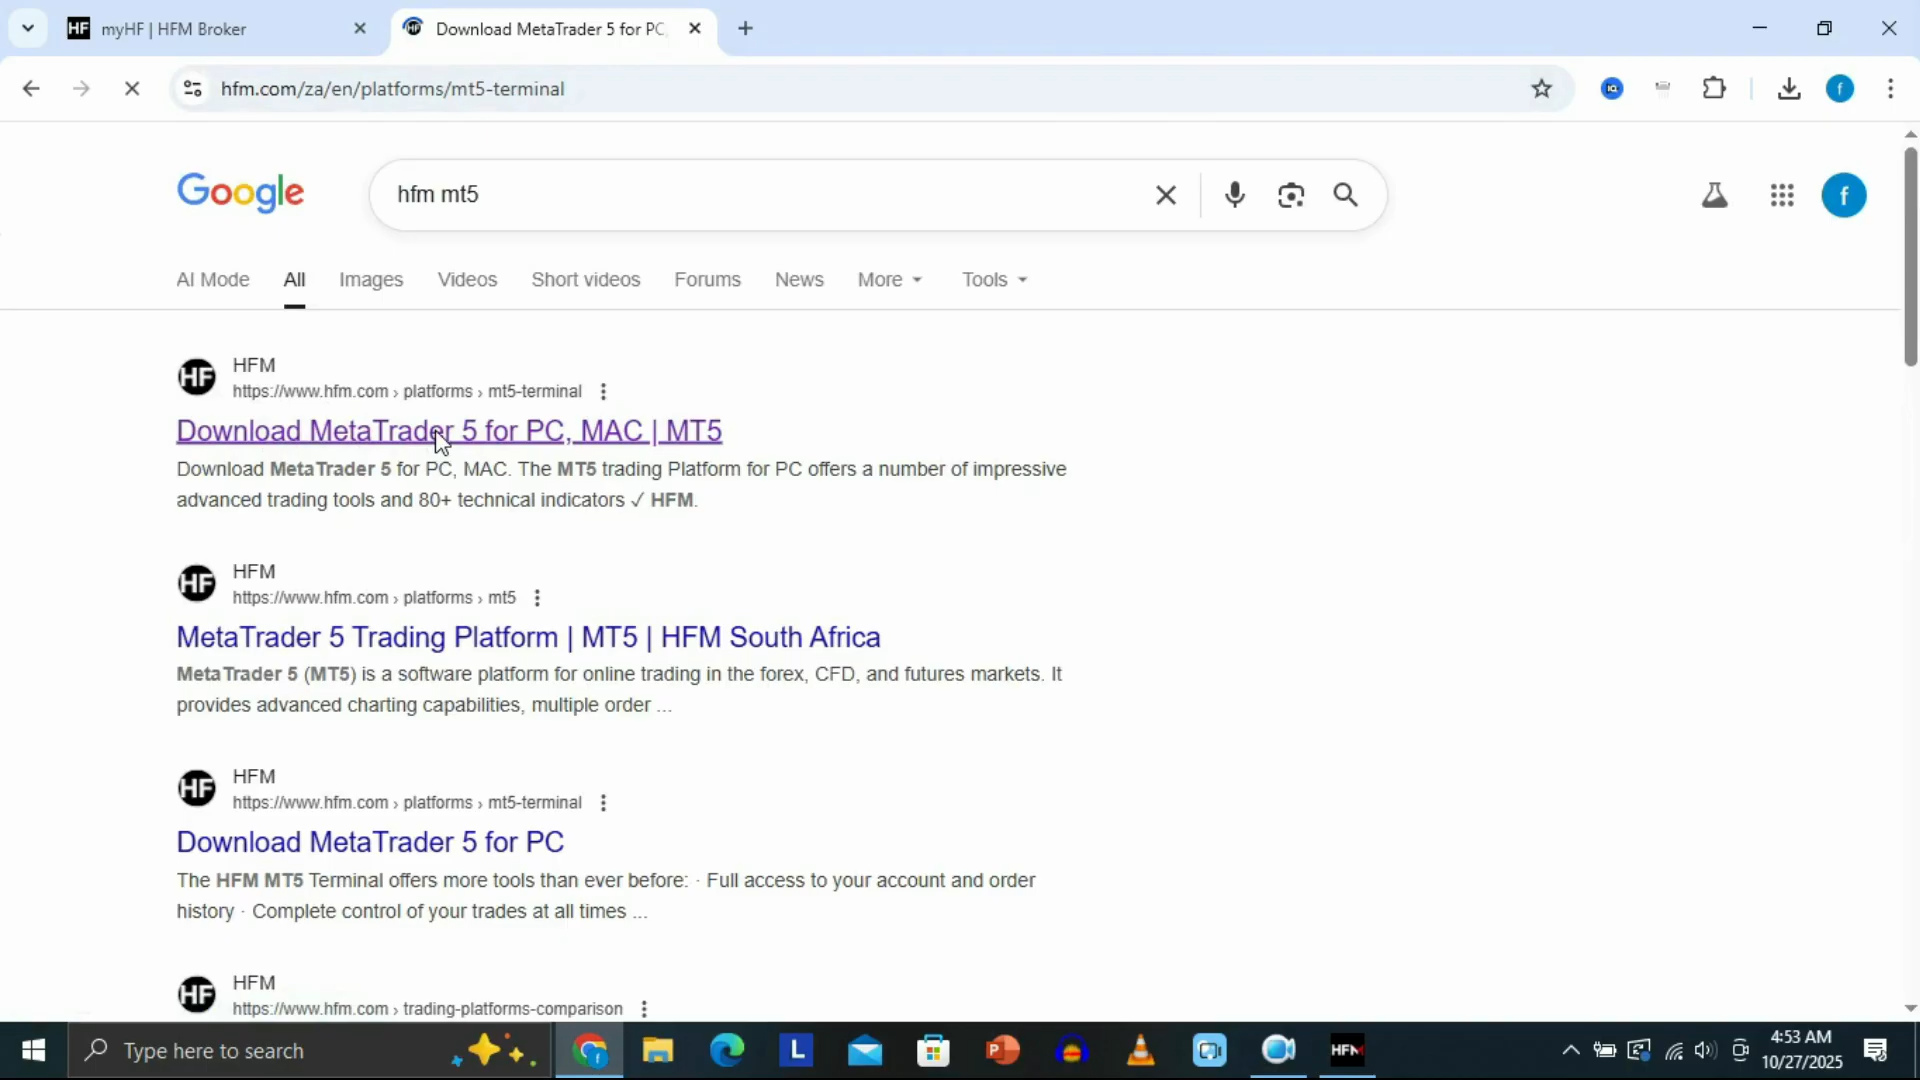 HF myHF | HFM Broker
Download MetaTrader 5 for PC,
hfm.com/za/en/platforms/mt5-terminal
f
Google
hfm mt5
f
AI Mode All Images Videos Short videos Forums News More Tools
HF HFM
https://www.hfm.com › platforms › mt5-terminal
Download MetaTrader 5 for PC, MAC | MT5
Download MetaTrader 5 for PC, MAC. The MT5 trading Platform for PC offers a number of impressive
advanced trading tools and 80+ technical indicators ✓ HFM.
HF HFM
https://www.hfm.com › platforms › mt5
MetaTrader 5 Trading Platform | MT5 | HFM South Africa
MetaTrader 5 (MT5) is a software platform for online trading in the forex, CFD, and futures markets. It
provides advanced charting capabilities, multiple order ...
HF HFM
https://www.hfm.com › platforms › mt5-terminal
Download MetaTrader 5 for PC
The HFM MT5 Terminal offers more tools than ever before: · Full access to your account and order
history · Complete control of your trades at all times ...
HF HFM
https://www.hfm.com › trading-platforms-comparison
Type here to search
L
HFM
4:53 AM
10/27/2025